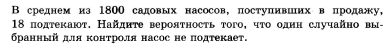 В среднем из 1800 садовых насосов, поступивших в продажу,
18 подтекают. Найдите вероятность того, что один случайно вы-
бранный для контроля насос не подтекает.